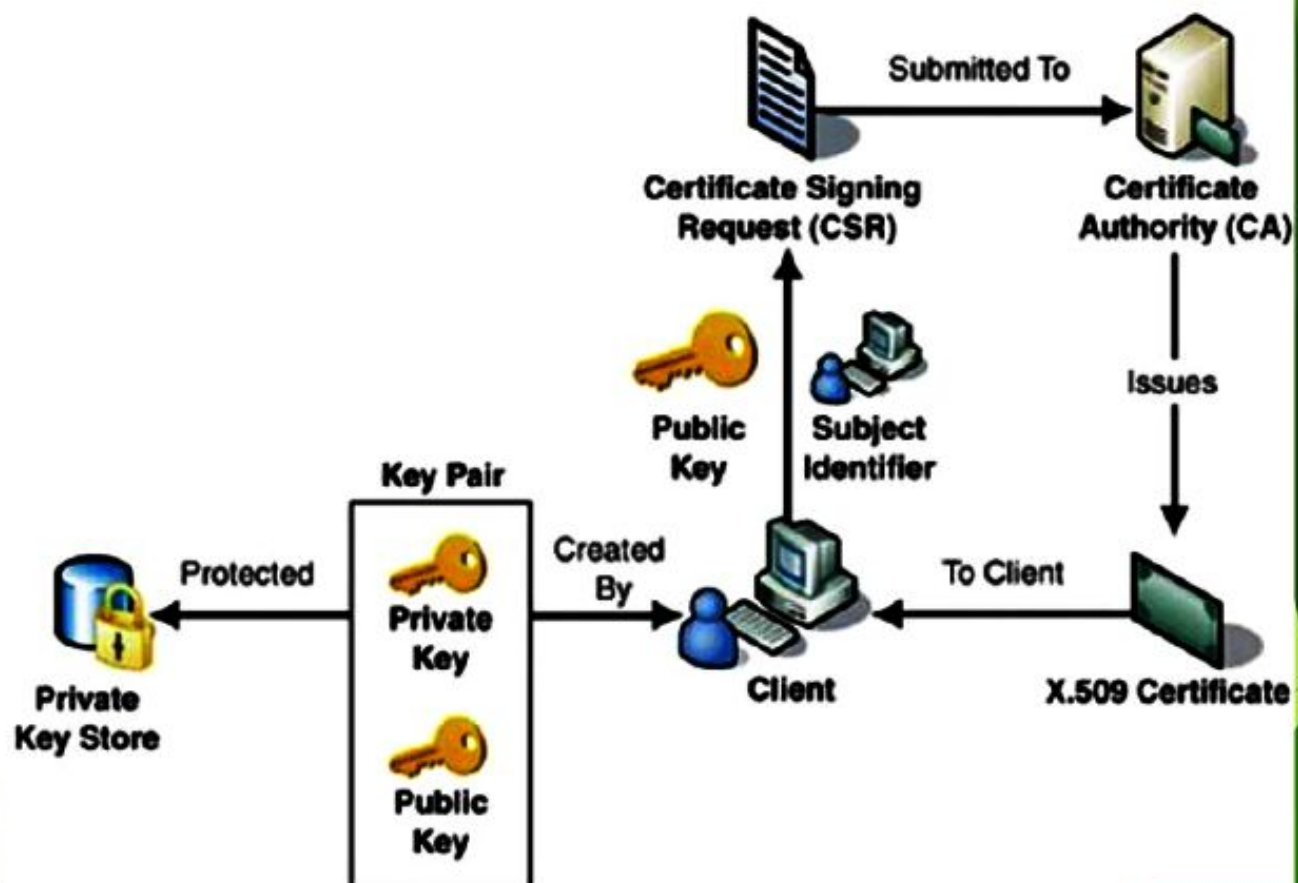 Submitted To
Certificate Signing
Request (CSR)
Certificate
Authority (CA)
Public
Key
Subject
Identifier
Issues
Key Pair
Protected
Private
Key
Created
By
To Client
Private
Key Store
Client
X.509 Certificate
Public
Key